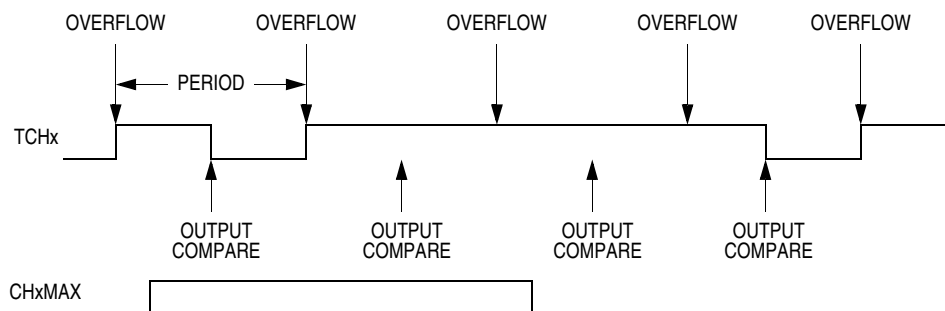 OVERFLOW OVERFLOW OVERFLOW OVERFLOW OVERFLOW
PERIOD
TCHx
OUTPUT COMPARE
OUTPUT COMPARE
OUTPUT COMPARE
OUTPUT COMPARE
CHxMAX